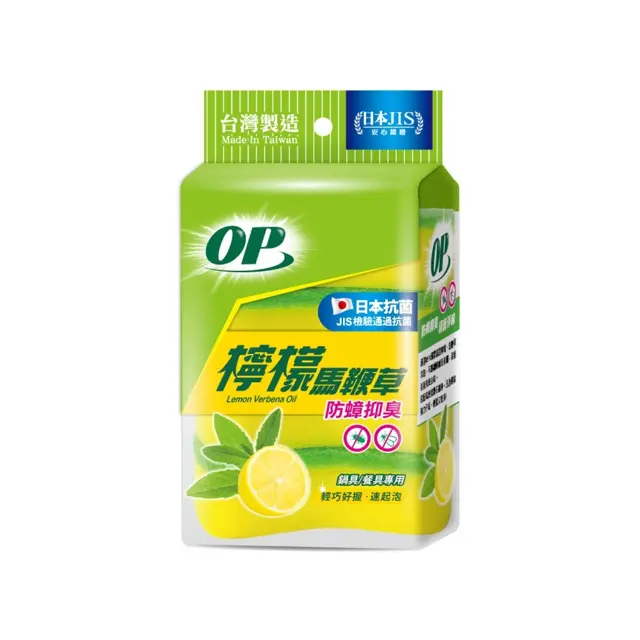 台灣製造
Made In Taiwan
日本JIS
安心認證
OP
日本抗菌
JIS檢驗通過抗菌
檸檬馬鞭草
Lemon Verbena Oil
防蟑抑臭
鍋具/餐具專用
輕巧好握·速起泡
OP